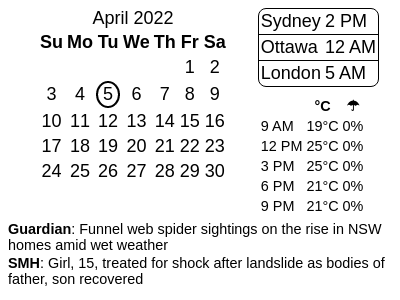 April 2022
Su Mo Tu We Th Fr Sa
1 2
3 4 5 6 7 8 9
10 11 12 13 14 15 16
17 18 19 20 21 22 23
24 25 26 27 28 29 30
Sydney 2 PM
Ottawa 12 AM
London 5 AM
°C ☂
9 AM 19°C 0%
12 PM 25°C 0%
3 PM 25°C 0%
6 PM 21°C 0%
9 PM 21°C 0%
Guardian: Funnel web spider sightings on the rise in NSW
homes amid wet weather
SMH: Girl, 15, treated for shock after landslide as bodies of
father, son recovered